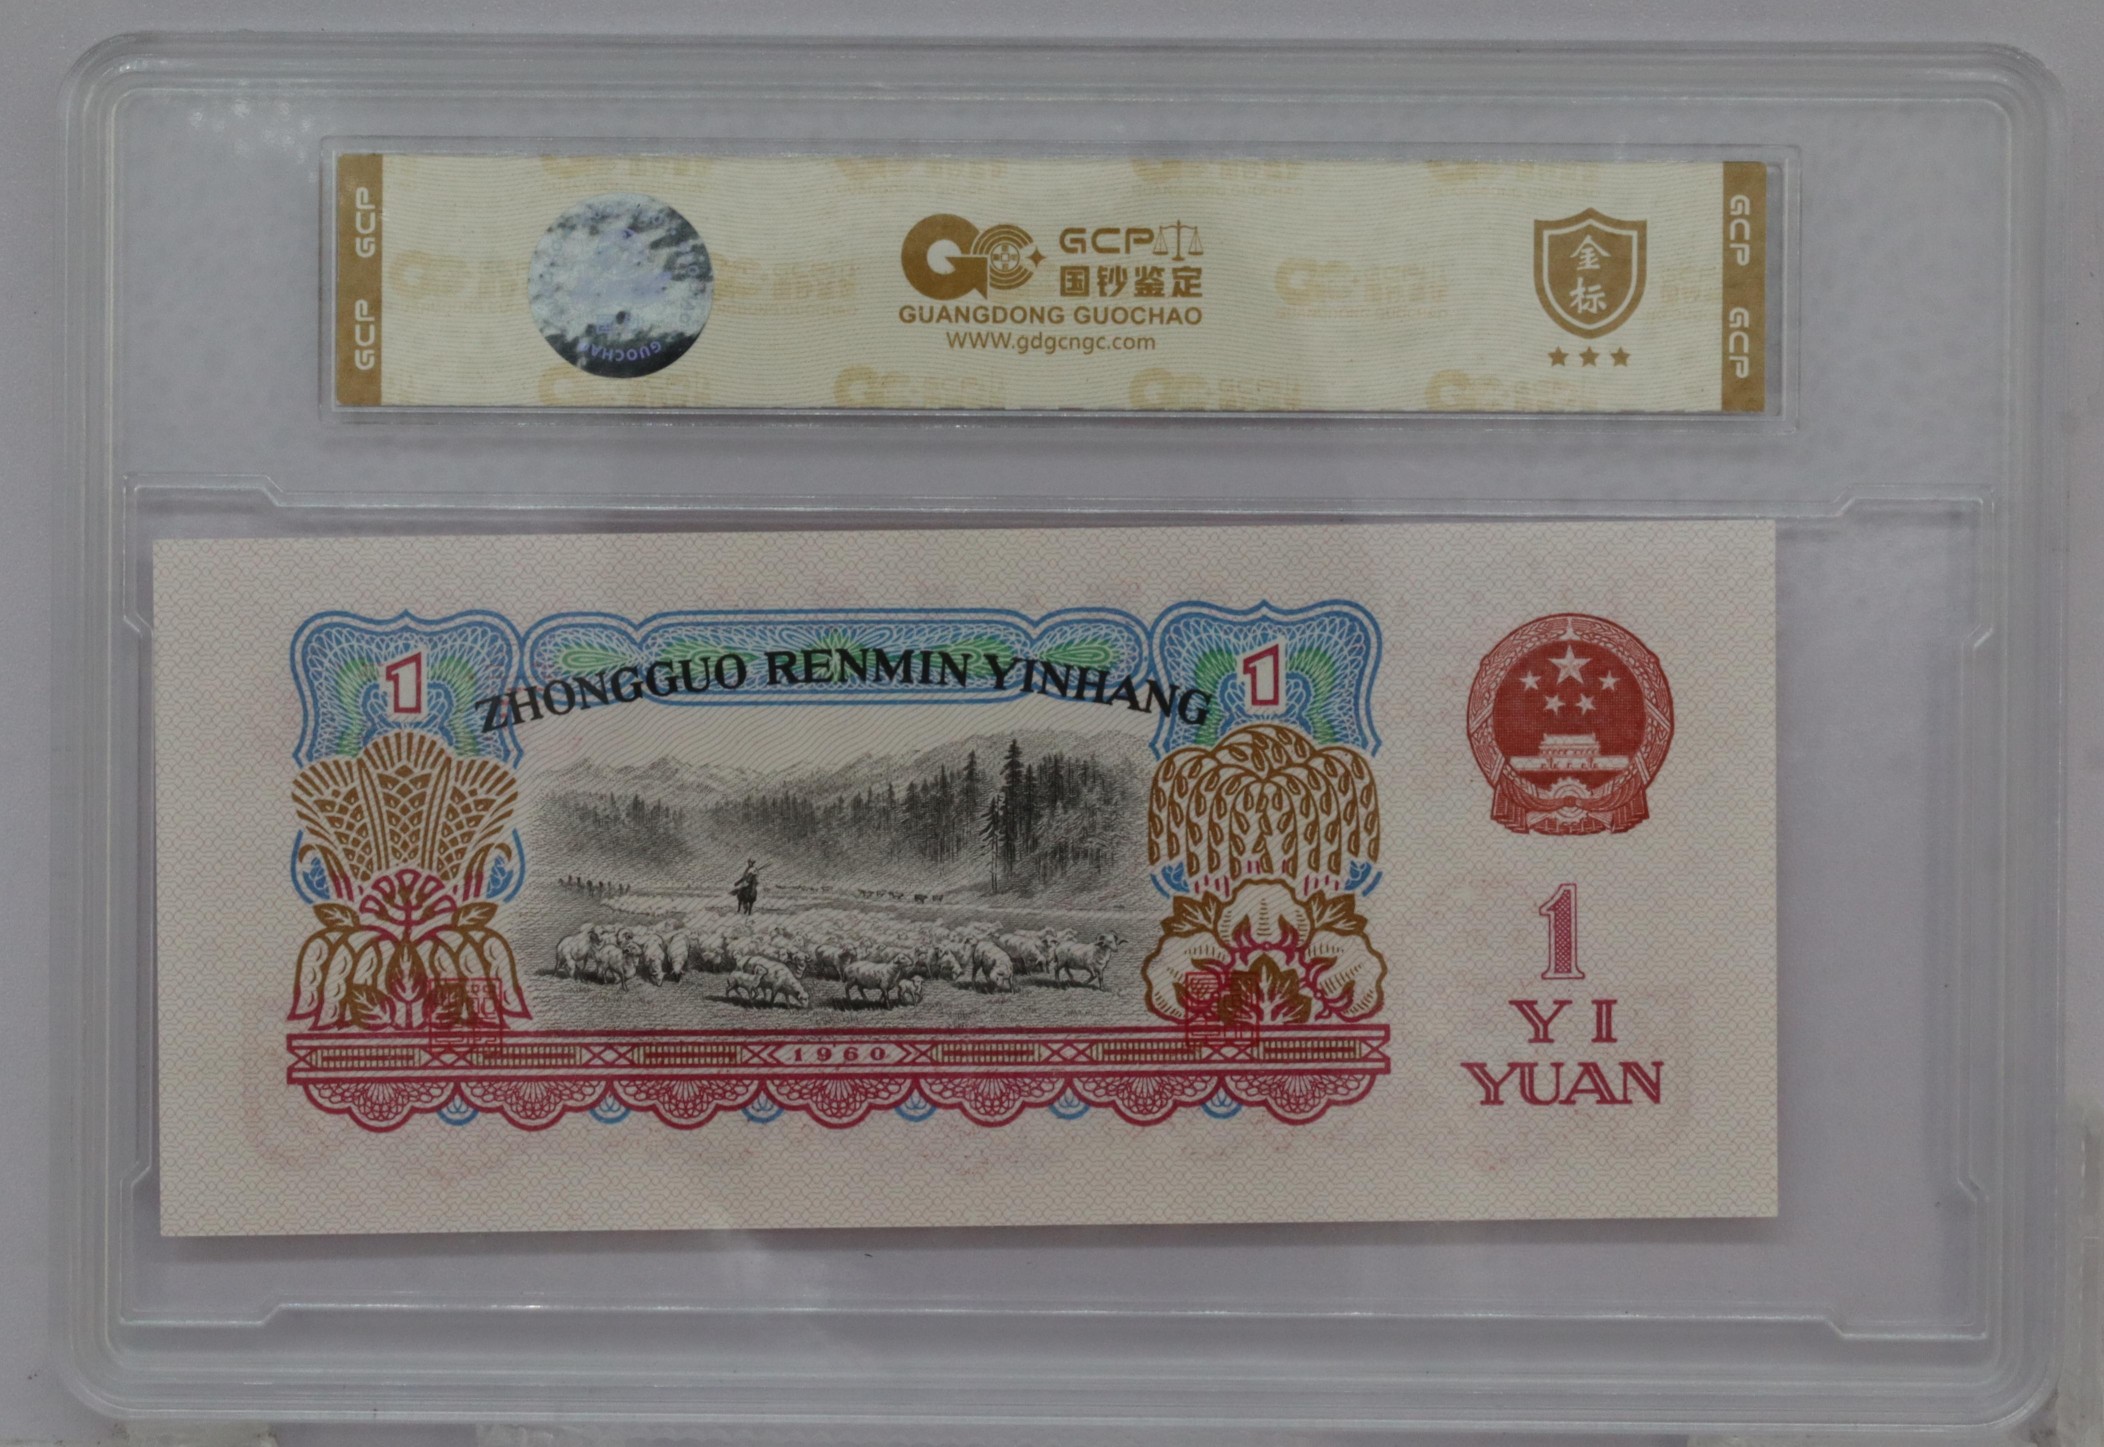 GCP GCP
GCP
国钞鉴定
GUANGDONG GUOCHAO
www.gdgcngc.com
金标
GCP GCP
GUOCHAO
1
ZHONGGUO RENMIN YINHANG
1
1960
1
YI
YUAN